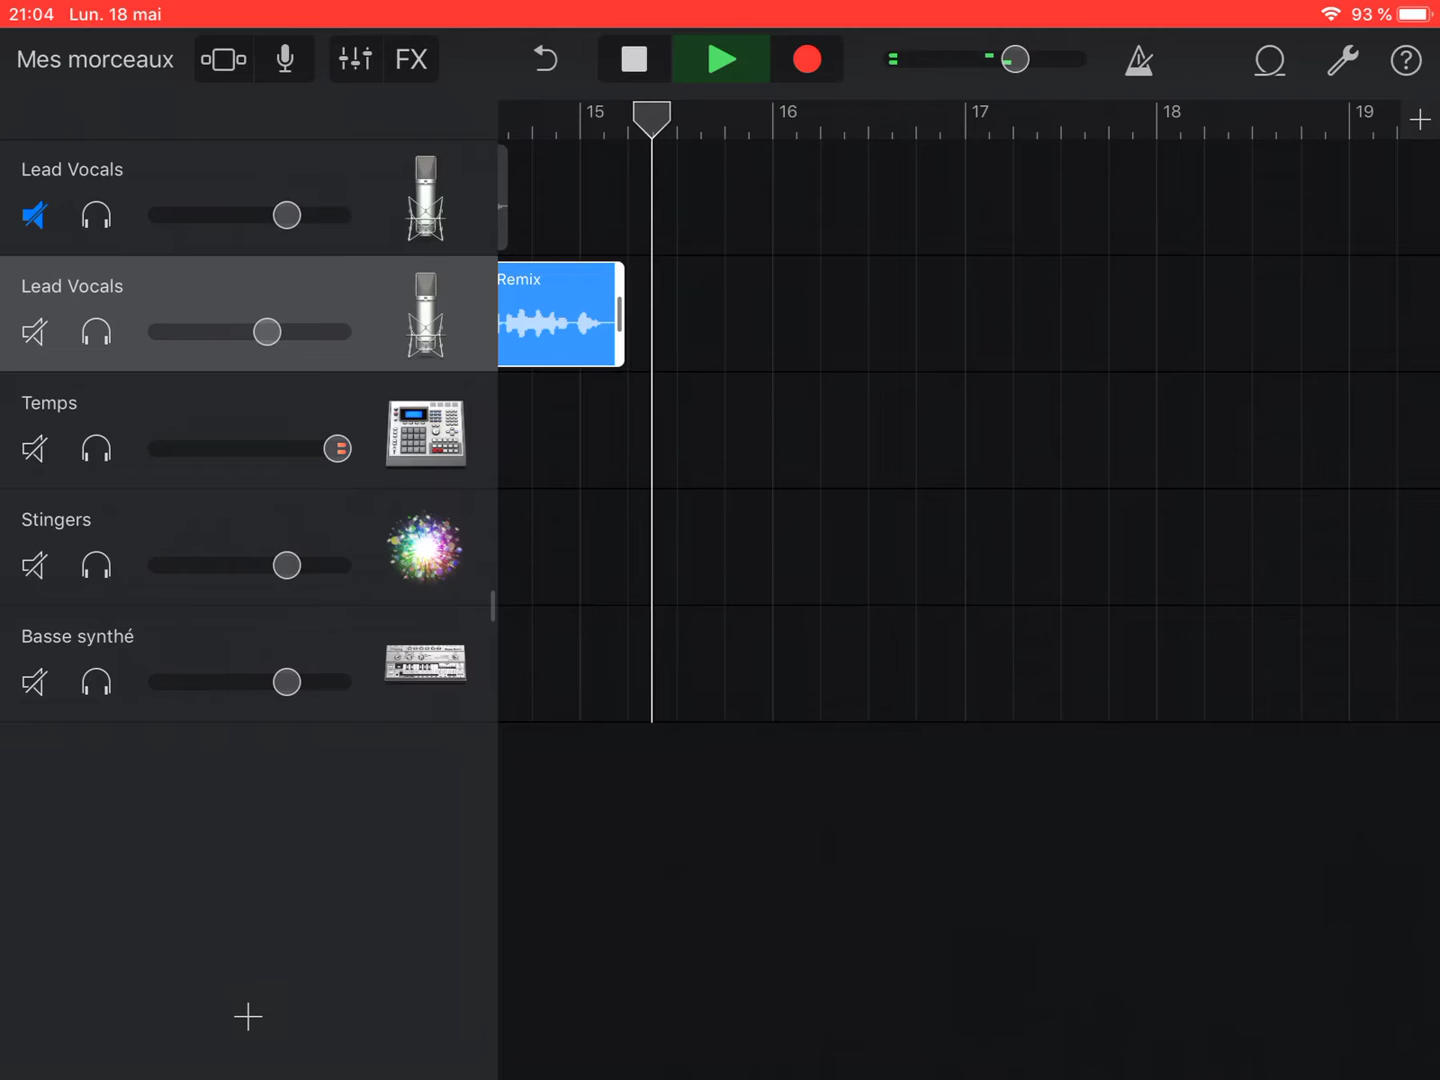 21:04 Lun. 18 mai 93 %
Mes morceaux FX
15 16 17 18 19
Lead Vocals
Lead Vocals
Remix
Temps
Stingers
Basse synthé